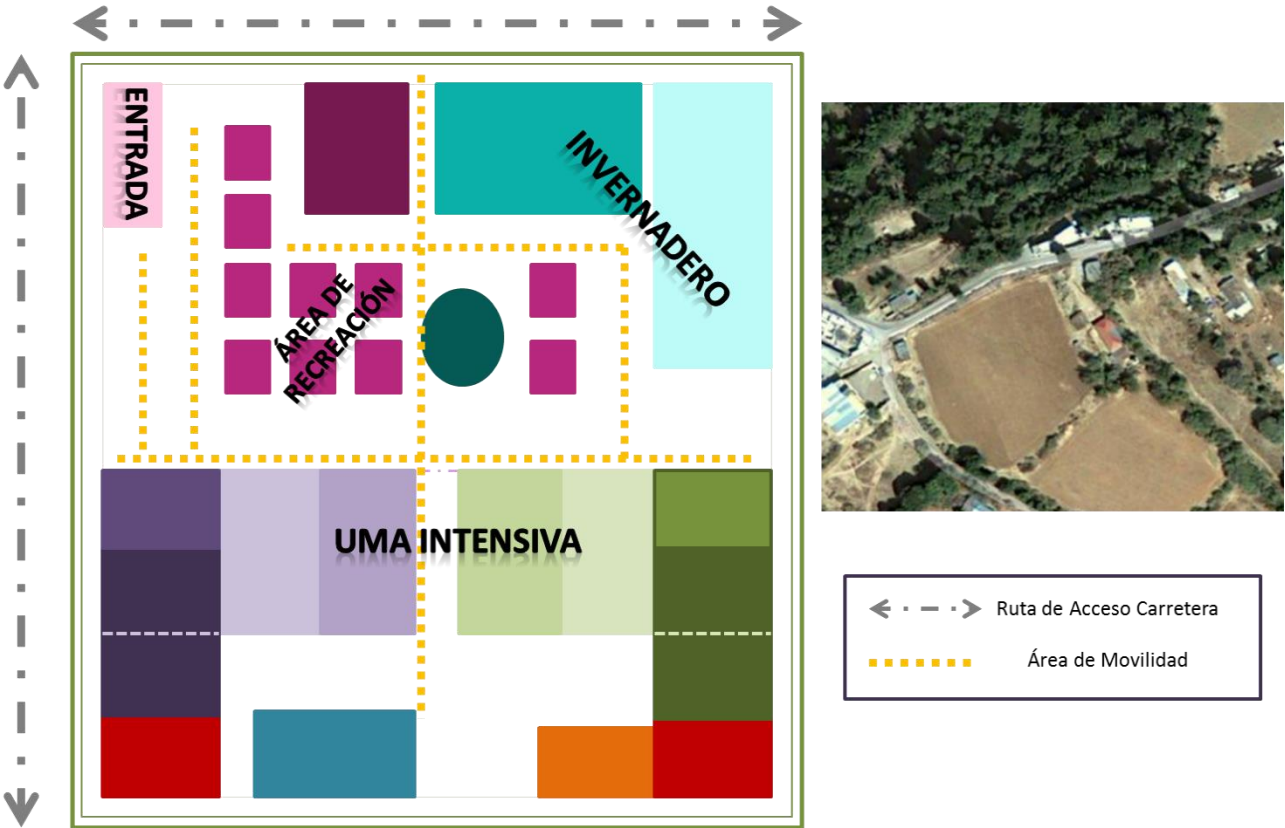 ENTRADA
INVERNADERO
ÁREA DE
RECREACIÓN
UMA INTENSIVA
Ruta de Acceso Carretera
Área de Movilidad